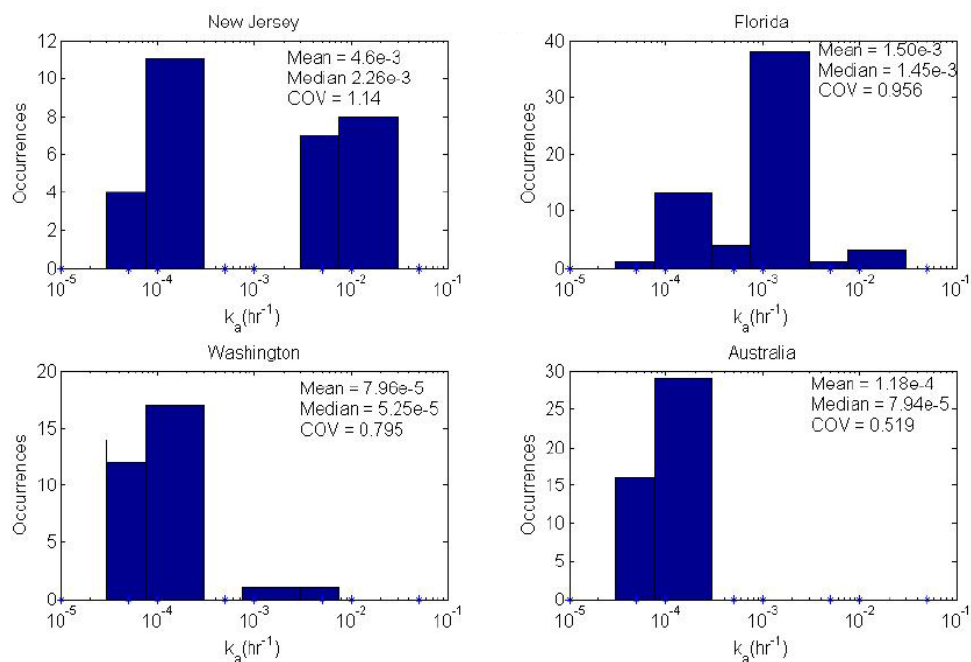 New Jersey
12
10
8
6
4
2
0
Occurrences
Mean = 4.6e-3
Median 2.26e-3
COV = 1.14
10^-5 10^-4 10^-3 10^-2 10^-1
k_a(hr^-1)
Florida
40
30
20
10
0
Occurrences
Mean = 1.50e-3
Median = 1.45e-3
COV = 0.956
10^-5 10^-4 10^-3 10^-2 10^-1
k_a(hr^-1)
Washington
20
15
10
5
0
Occurrences
Mean = 7.96e-5
Median = 5.25e-5
COV = 0.795
10^-5 10^-4 10^-3 10^-2 10^-1
k_a(hr^-1)
Australia
30
25
20
15
10
5
0
Occurrences
Mean = 1.18e-4
Median = 7.94e-5
COV = 0.519
10^-5 10^-4 10^-3 10^-2 10^-1
k_a(hr^-1)